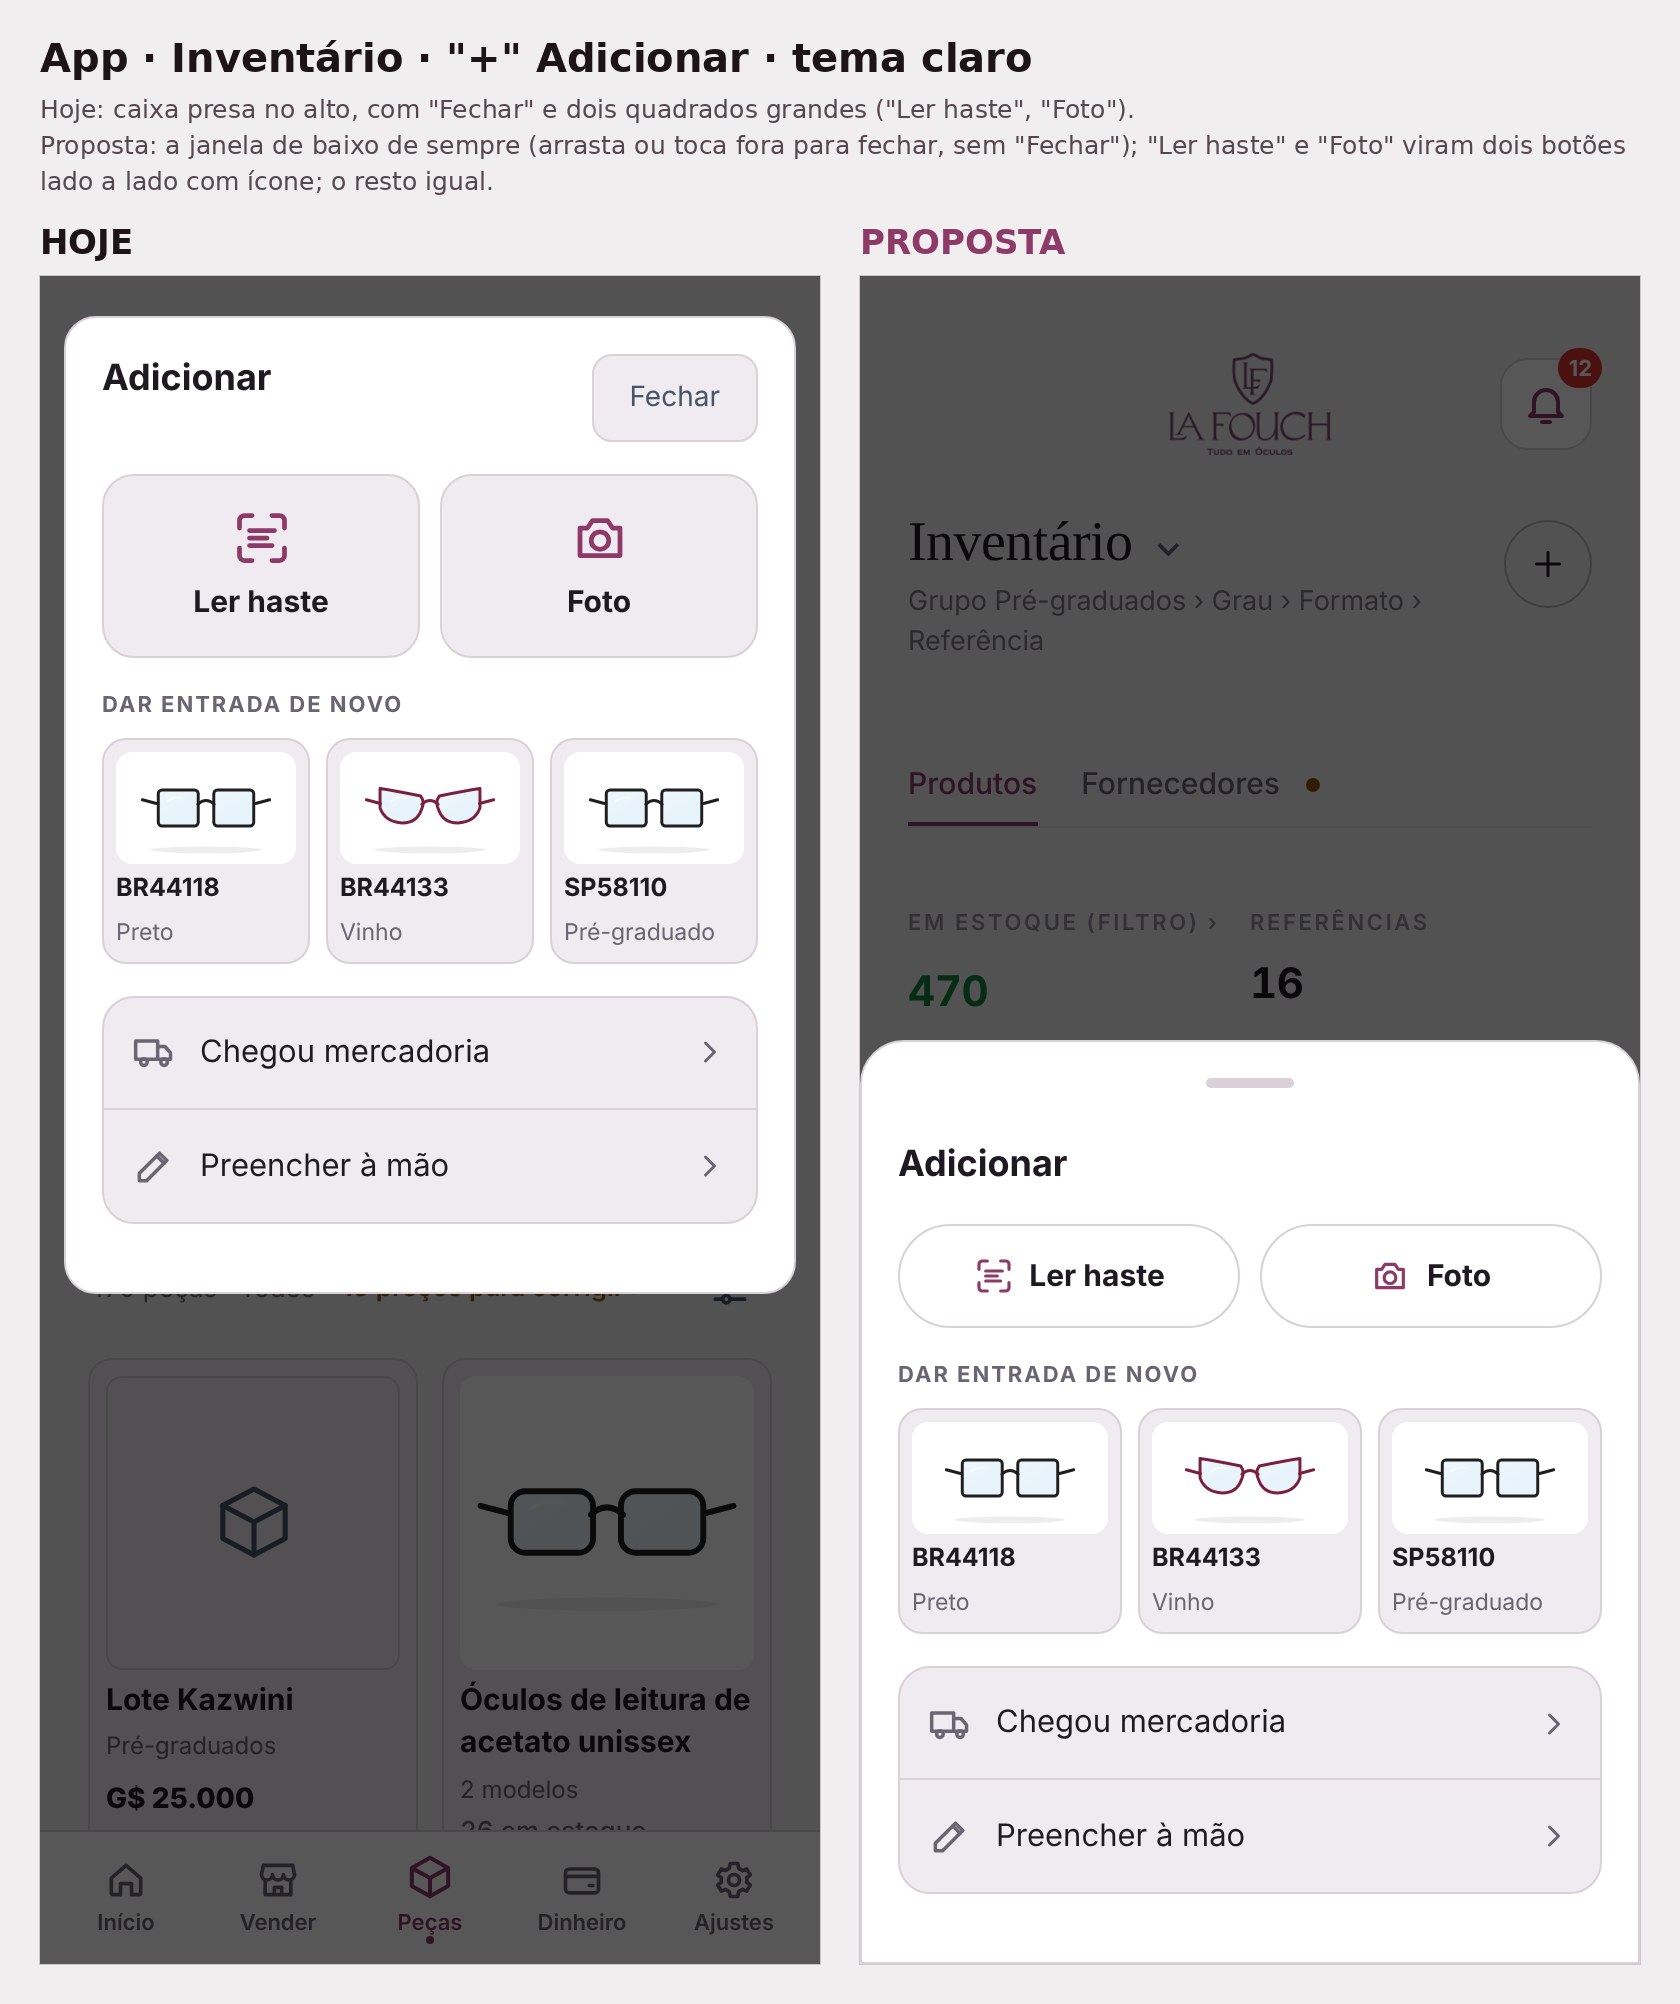 App · Inventário · "+" Adicionar · tema claro
Hoje: caixa presa no alto, com "Fechar" e dois quadrados grandes ("Ler haste", "Foto").
Proposta: a janela de baixo de sempre (arrasta ou toca fora para fechar, sem "Fechar"); "Ler haste" e "Foto" viram dois botões
lado a lado com ícone; o resto igual.
HOJE
Adicionar
Fechar
Ler haste
Foto
DAR ENTRADA DE NOVO
BR44118
Preto
BR44133
Vinho
SP58110
Pré-graduado
Chegou mercadoria
Preencher à mão
Lote Kazwini
Pré-graduados
G$ 25.000
Óculos de leitura de
acetato unissex
2 modelos
26 em estoque
Início
Vender
Peças
Dinheiro
Ajustes
PROPOSTA
LF
LA FOUCH
TUDO EM ÓCULOS
12
Inventário
Grupo Pré-graduados › Grau › Formato ›
Referência
Produtos
Fornecedores
EM ESTOQUE (FILTRO) ›
REFERÊNCIAS
470
16
Adicionar
Ler haste
Foto
DAR ENTRADA DE NOVO
BR44118
Preto
BR44133
Vinho
SP58110
Pré-graduado
Chegou mercadoria
Preencher à mão